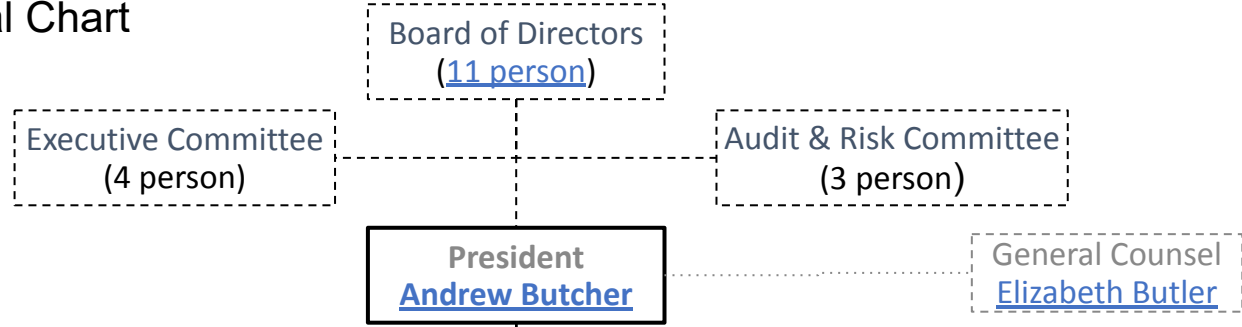 al Chart
Board of Directors
(11 person)
Executive Committee
(4 person)
Audit & Risk Committee
(3 person)
President
Andrew Butcher
General Counsel
Elizabeth Butler